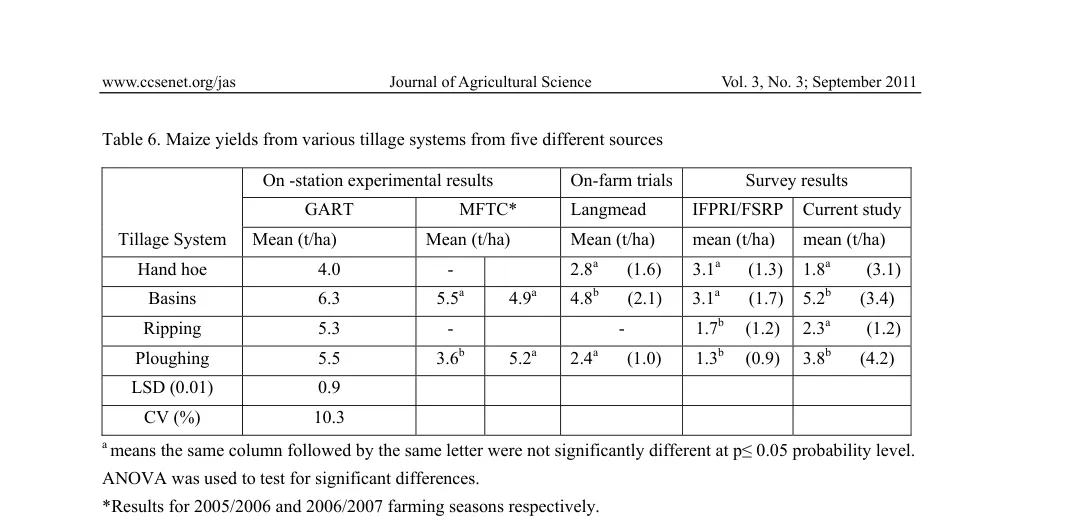 www.ccsenet.org/jas Journal of Agricultural Science Vol. 3, No. 3; September 2011
Table 6. Maize yields from various tillage systems from five different sources
On -station experimental results On-farm trials Survey results
GART MFTC* Langmead IFPRI/FSRP Current study
Tillage System Mean (t/ha) Mean (t/ha) Mean (t/ha) mean (t/ha) mean (t/ha)
Hand hoe 4.0 - 2.8a (1.6) 3.1a (1.3) 1.8a (3.1)
Basins 6.3 5.5a 4.9a 4.8b (2.1) 3.1a (1.7) 5.2b (3.4)
Ripping 5.3 - - 1.7b (1.2) 2.3a (1.2)
Ploughing 5.5 3.6b 5.2a 2.4a (1.0) 1.3b (0.9) 3.8b (4.2)
LSD (0.01) 0.9
CV (%) 10.3
a means the same column followed by the same letter were not significantly different at p≤ 0.05 probability level.
ANOVA was used to test for significant differences.
*Results for 2005/2006 and 2006/2007 farming seasons respectively.